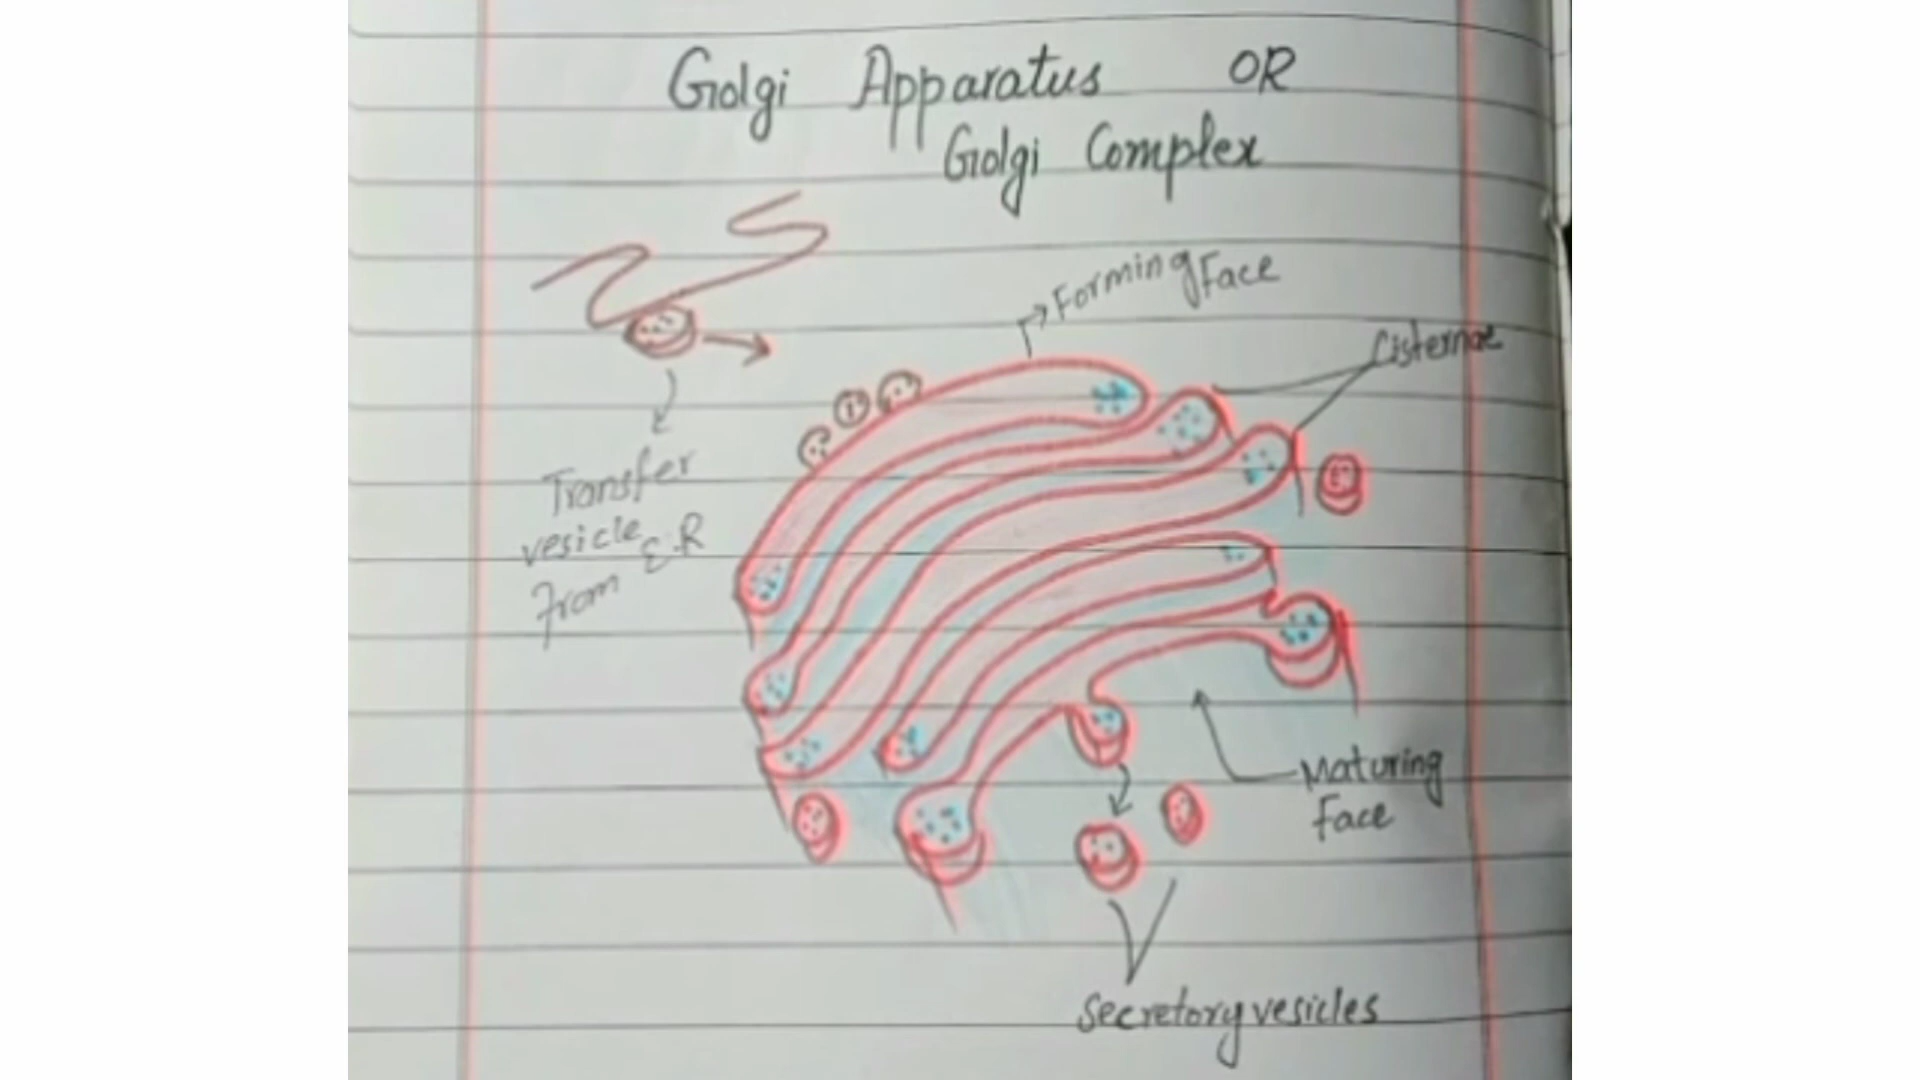 Golgi Apparatus OR
Golgi Complex
Forming Face
Cisternae
Transfer
vesicle
from E.R
Maturing
Face
Secretory vesicles